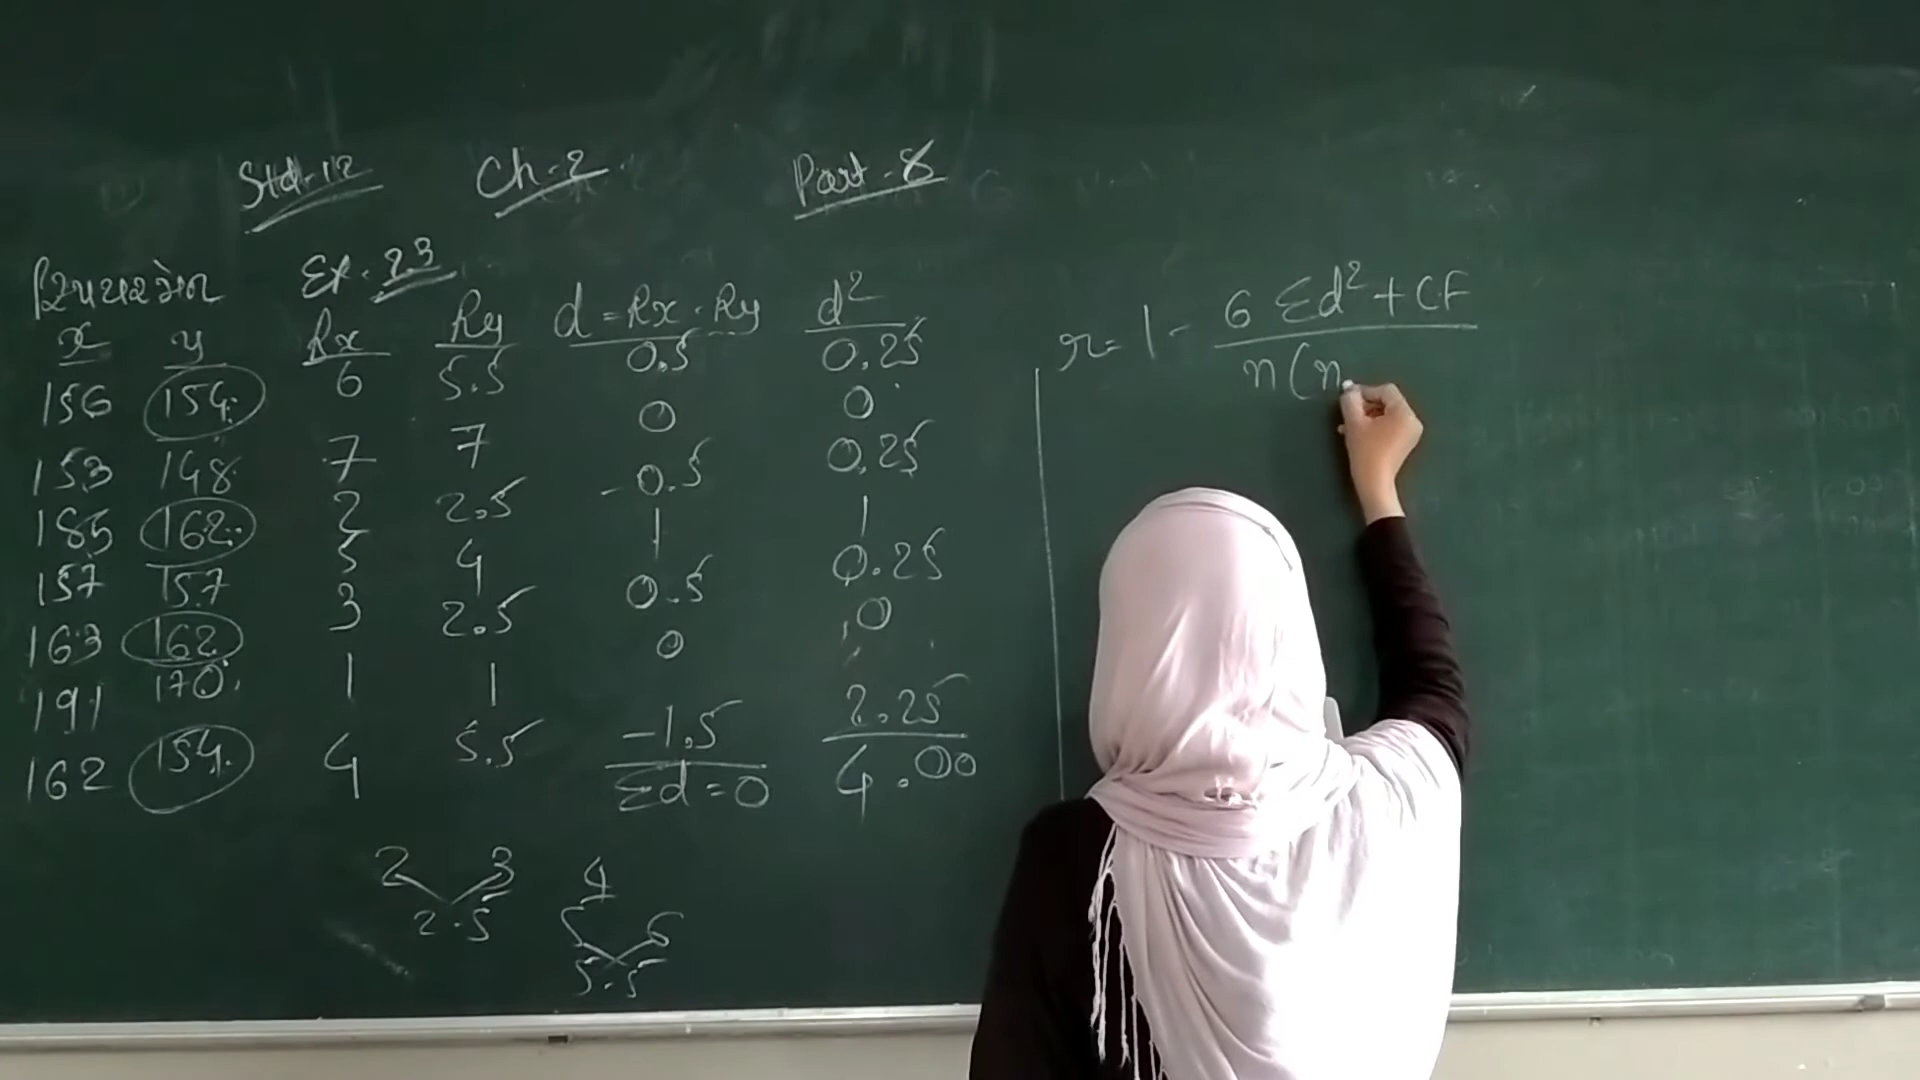 Std-12 Ch-2 Part-8
Ex-2.3
x y Rx Ry d=Rx-Ry d²
156 154 6 5.5 0.5 0.25
153 148 7 7 0 0
185 162 2 2.5 -0.5 0.25
157 157 5 4 1 1
163 162 3 2.5 0.5 0.25
191 170 1 1 0 0
162 154 4 5.5 -1.5 2.25
Σd=0 4.00
2 3
2.5
4
5 6
5.5
r=1- 6 Σd²+CF
n(n